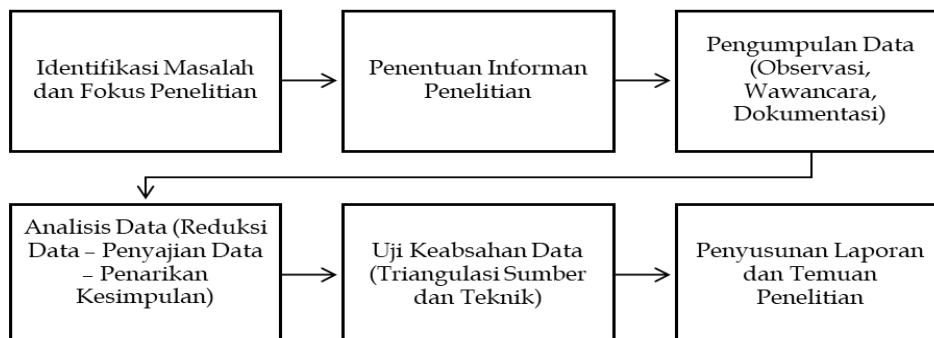 Identifikasi Masalah
dan Fokus Penelitian
Penentuan Informan
Penelitian
Pengumpulan Data
(Observasi,
Wawancara,
Dokumentasi)
Analisis Data (Reduksi
Data – Penyajian Data
– Penarikan
Kesimpulan)
Uji Keabsahan Data
(Triangulasi Sumber
dan Teknik)
Penyusunan Laporan
dan Temuan
Penelitian